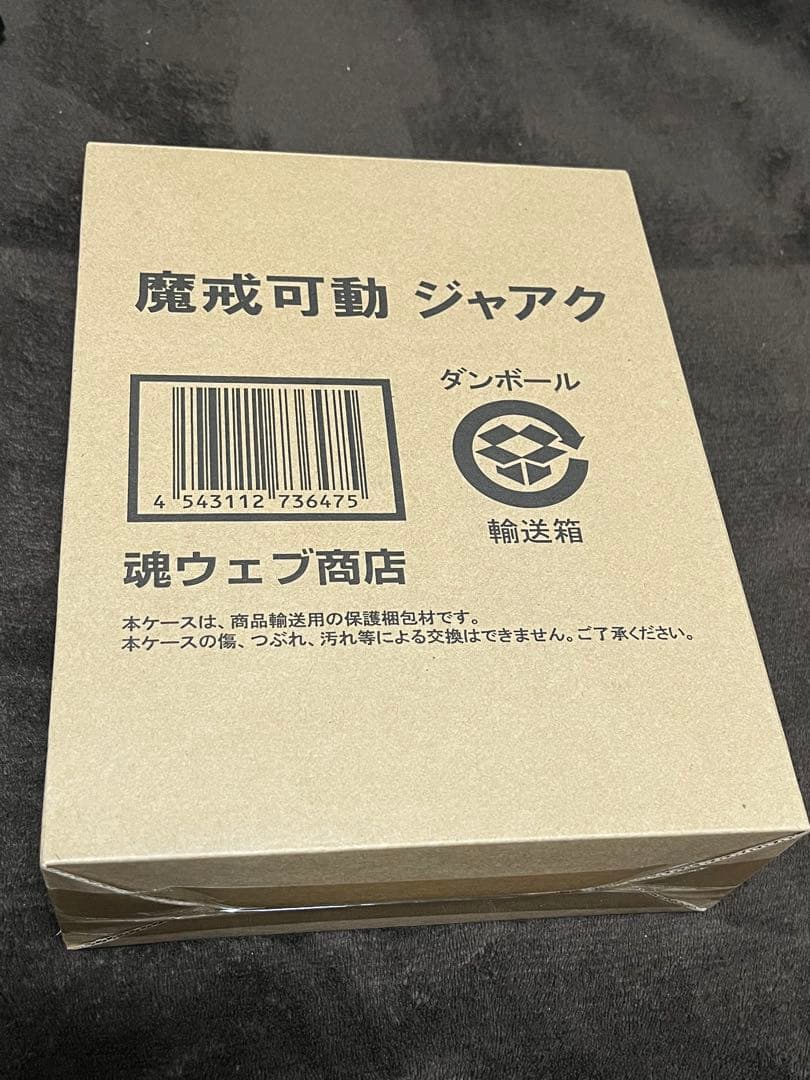 魔戒可動 ジャアク
ダンボール
4 543112 736475
輸送箱
魂ウェブ商店
本ケースは、商品輸送用の保護梱包材です。
本ケースの傷、つぶれ、汚れ等による交換はできません。ご了承ください。